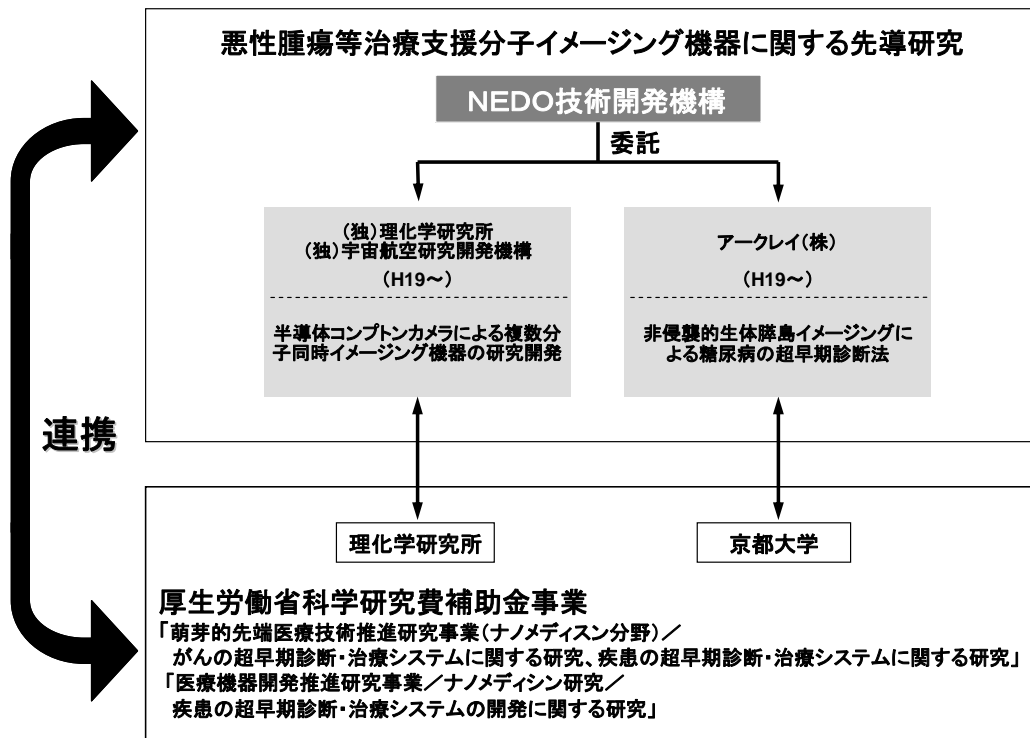 悪性腫瘍等治療支援分子イメージング機器に関する先導研究
NEDO技術開発機構
委託
(独)理化学研究所
(独)宇宙航空研究開発機構
(H19～)
半導体コンプトンカメラによる複数分
子同時イメージング機器の研究開発
アークレイ(株)
(H19～)
非侵襲的生体膵島イメージングに
よる糖尿病の超早期診断法
連携
理化学研究所
京都大学
厚生労働省科学研究費補助金事業
「萌芽的先端医療技術推進研究事業(ナノメディスン分野)／
がんの超早期診断・治療システムに関する研究、疾患の超早期診断・治療システムに関する研究」
「医療機器開発推進研究事業／ナノメディシン研究／
疾患の超早期診断・治療システムの開発に関する研究」